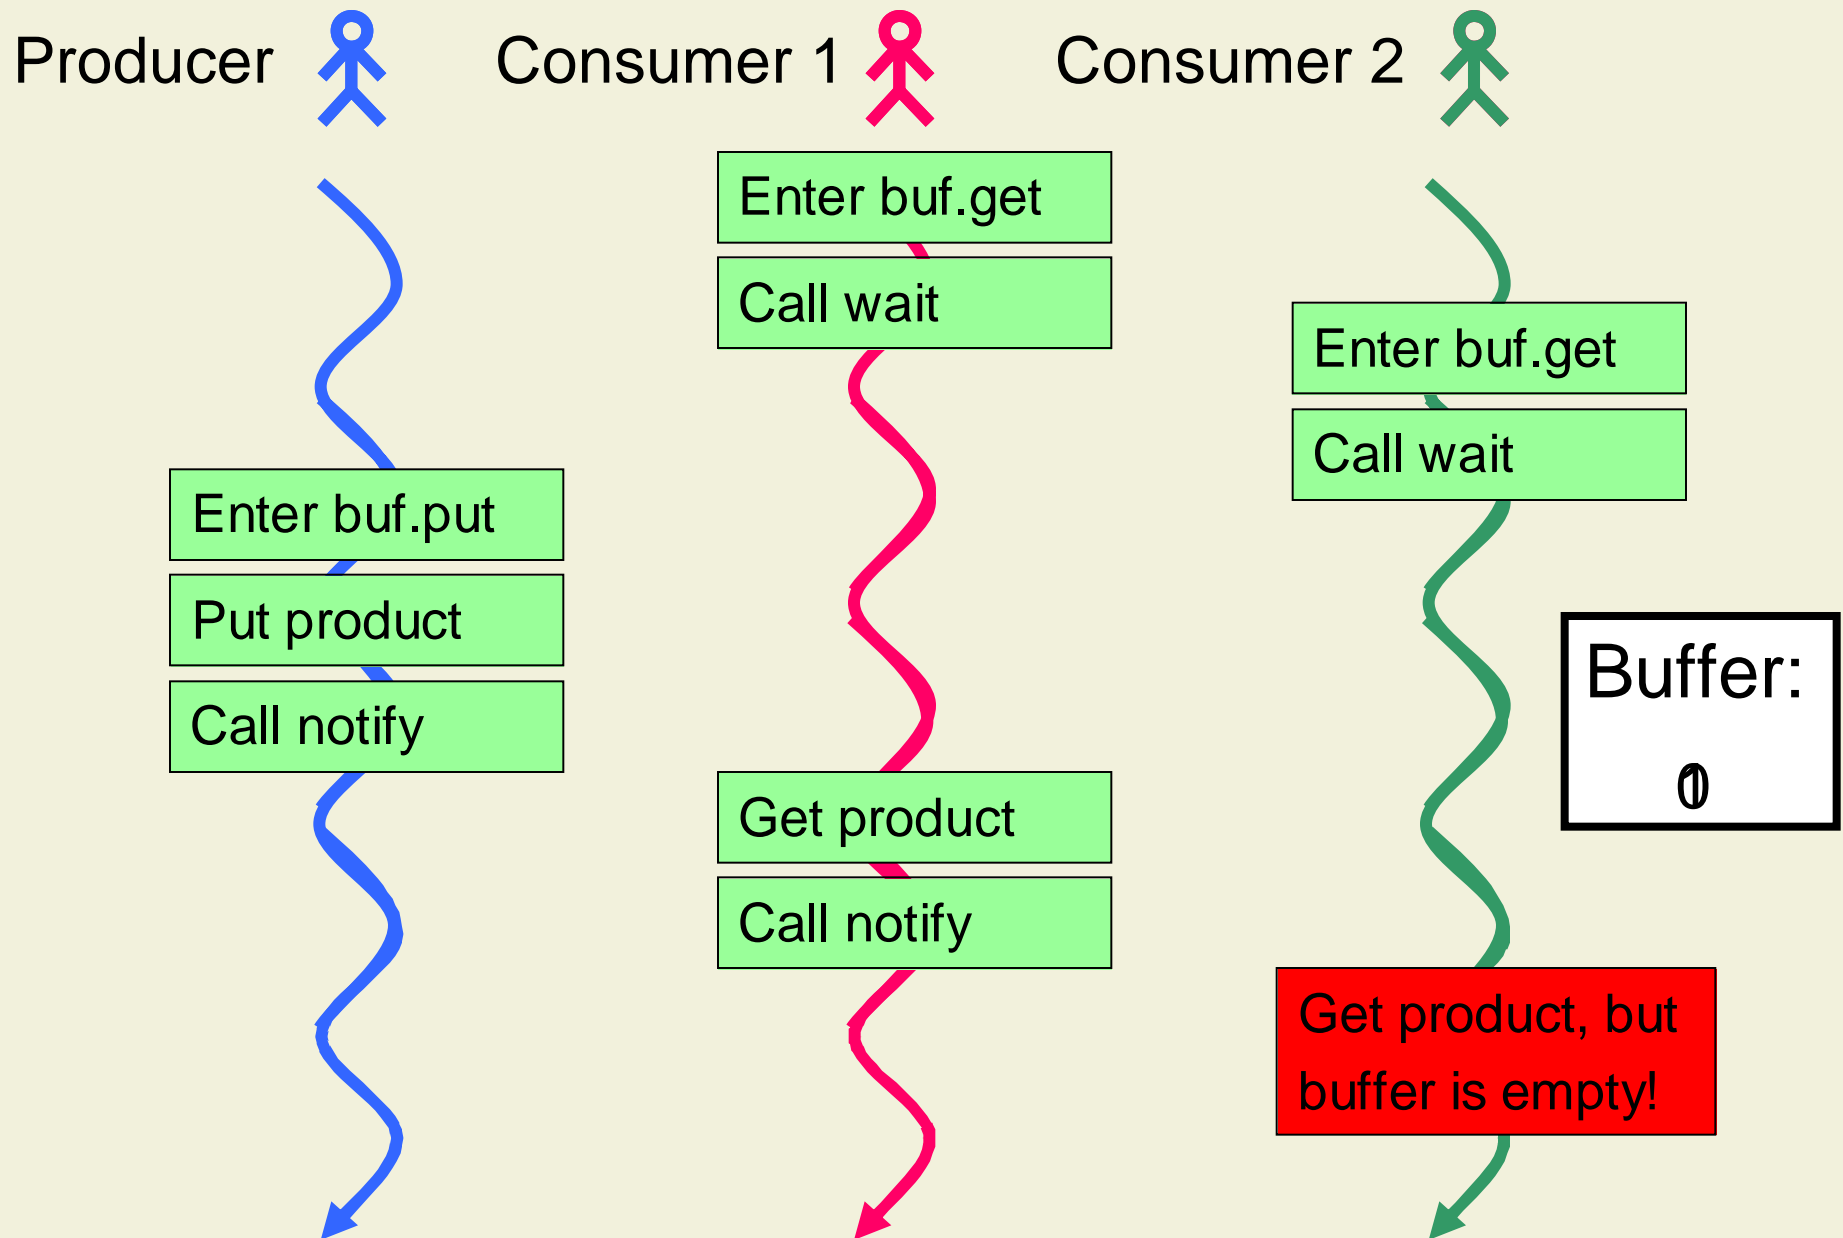 Producer
Consumer 1
Consumer 2
Enter buf.get
Call wait
Enter buf.get
Call wait
Enter buf.put
Put product
Call notify
Buffer:
Get product
Call notify
Get product, but
buffer is empty!